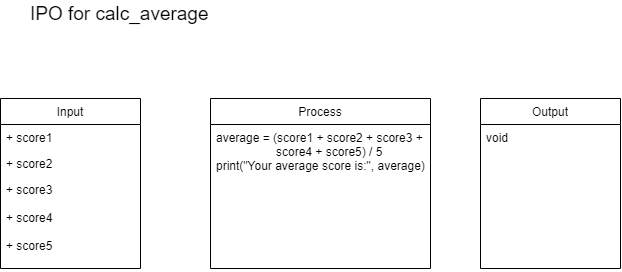 IPO for calc_average
Input
+ score1
+ score2
+ score3
+ score4
+ score5
Process
average = (score1 + score2 + score3 +
score4 + score5) / 5
print("Your average score is:", average)
Output
void